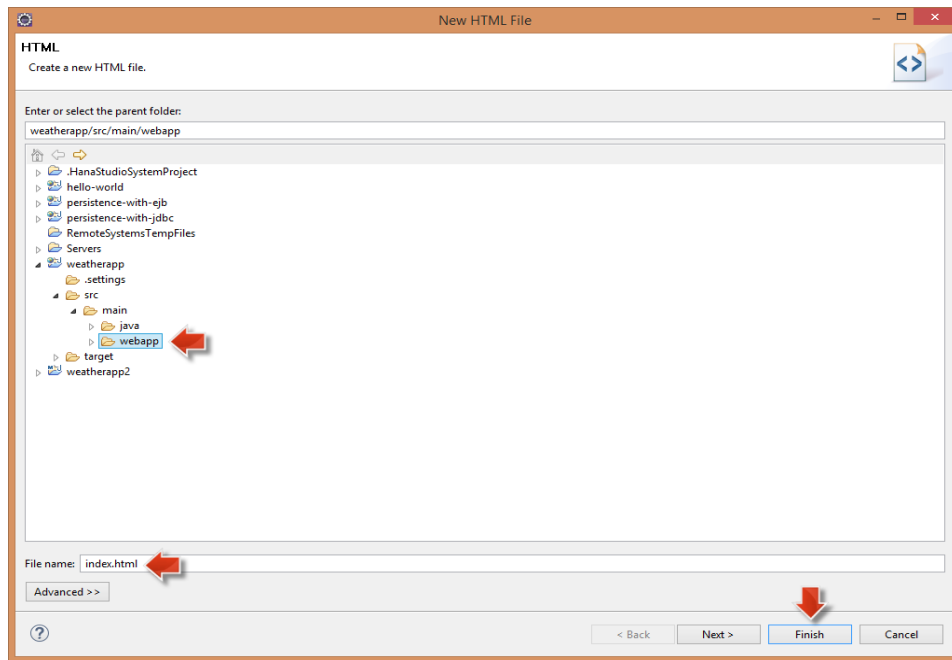 New HTML File
HTML
Create a new HTML file.
Enter or select the parent folder:
weatherapp/src/main/webapp
.HanaStudioSystemProject
hello-world
persistence-with-ejb
persistence-with-jdbc
RemoteSystemsTempFiles
Servers
weatherapp
.settings
src
main
java
webapp
target
weatherapp2
File name: index.html
Advanced >>
< Back Next > Finish Cancel